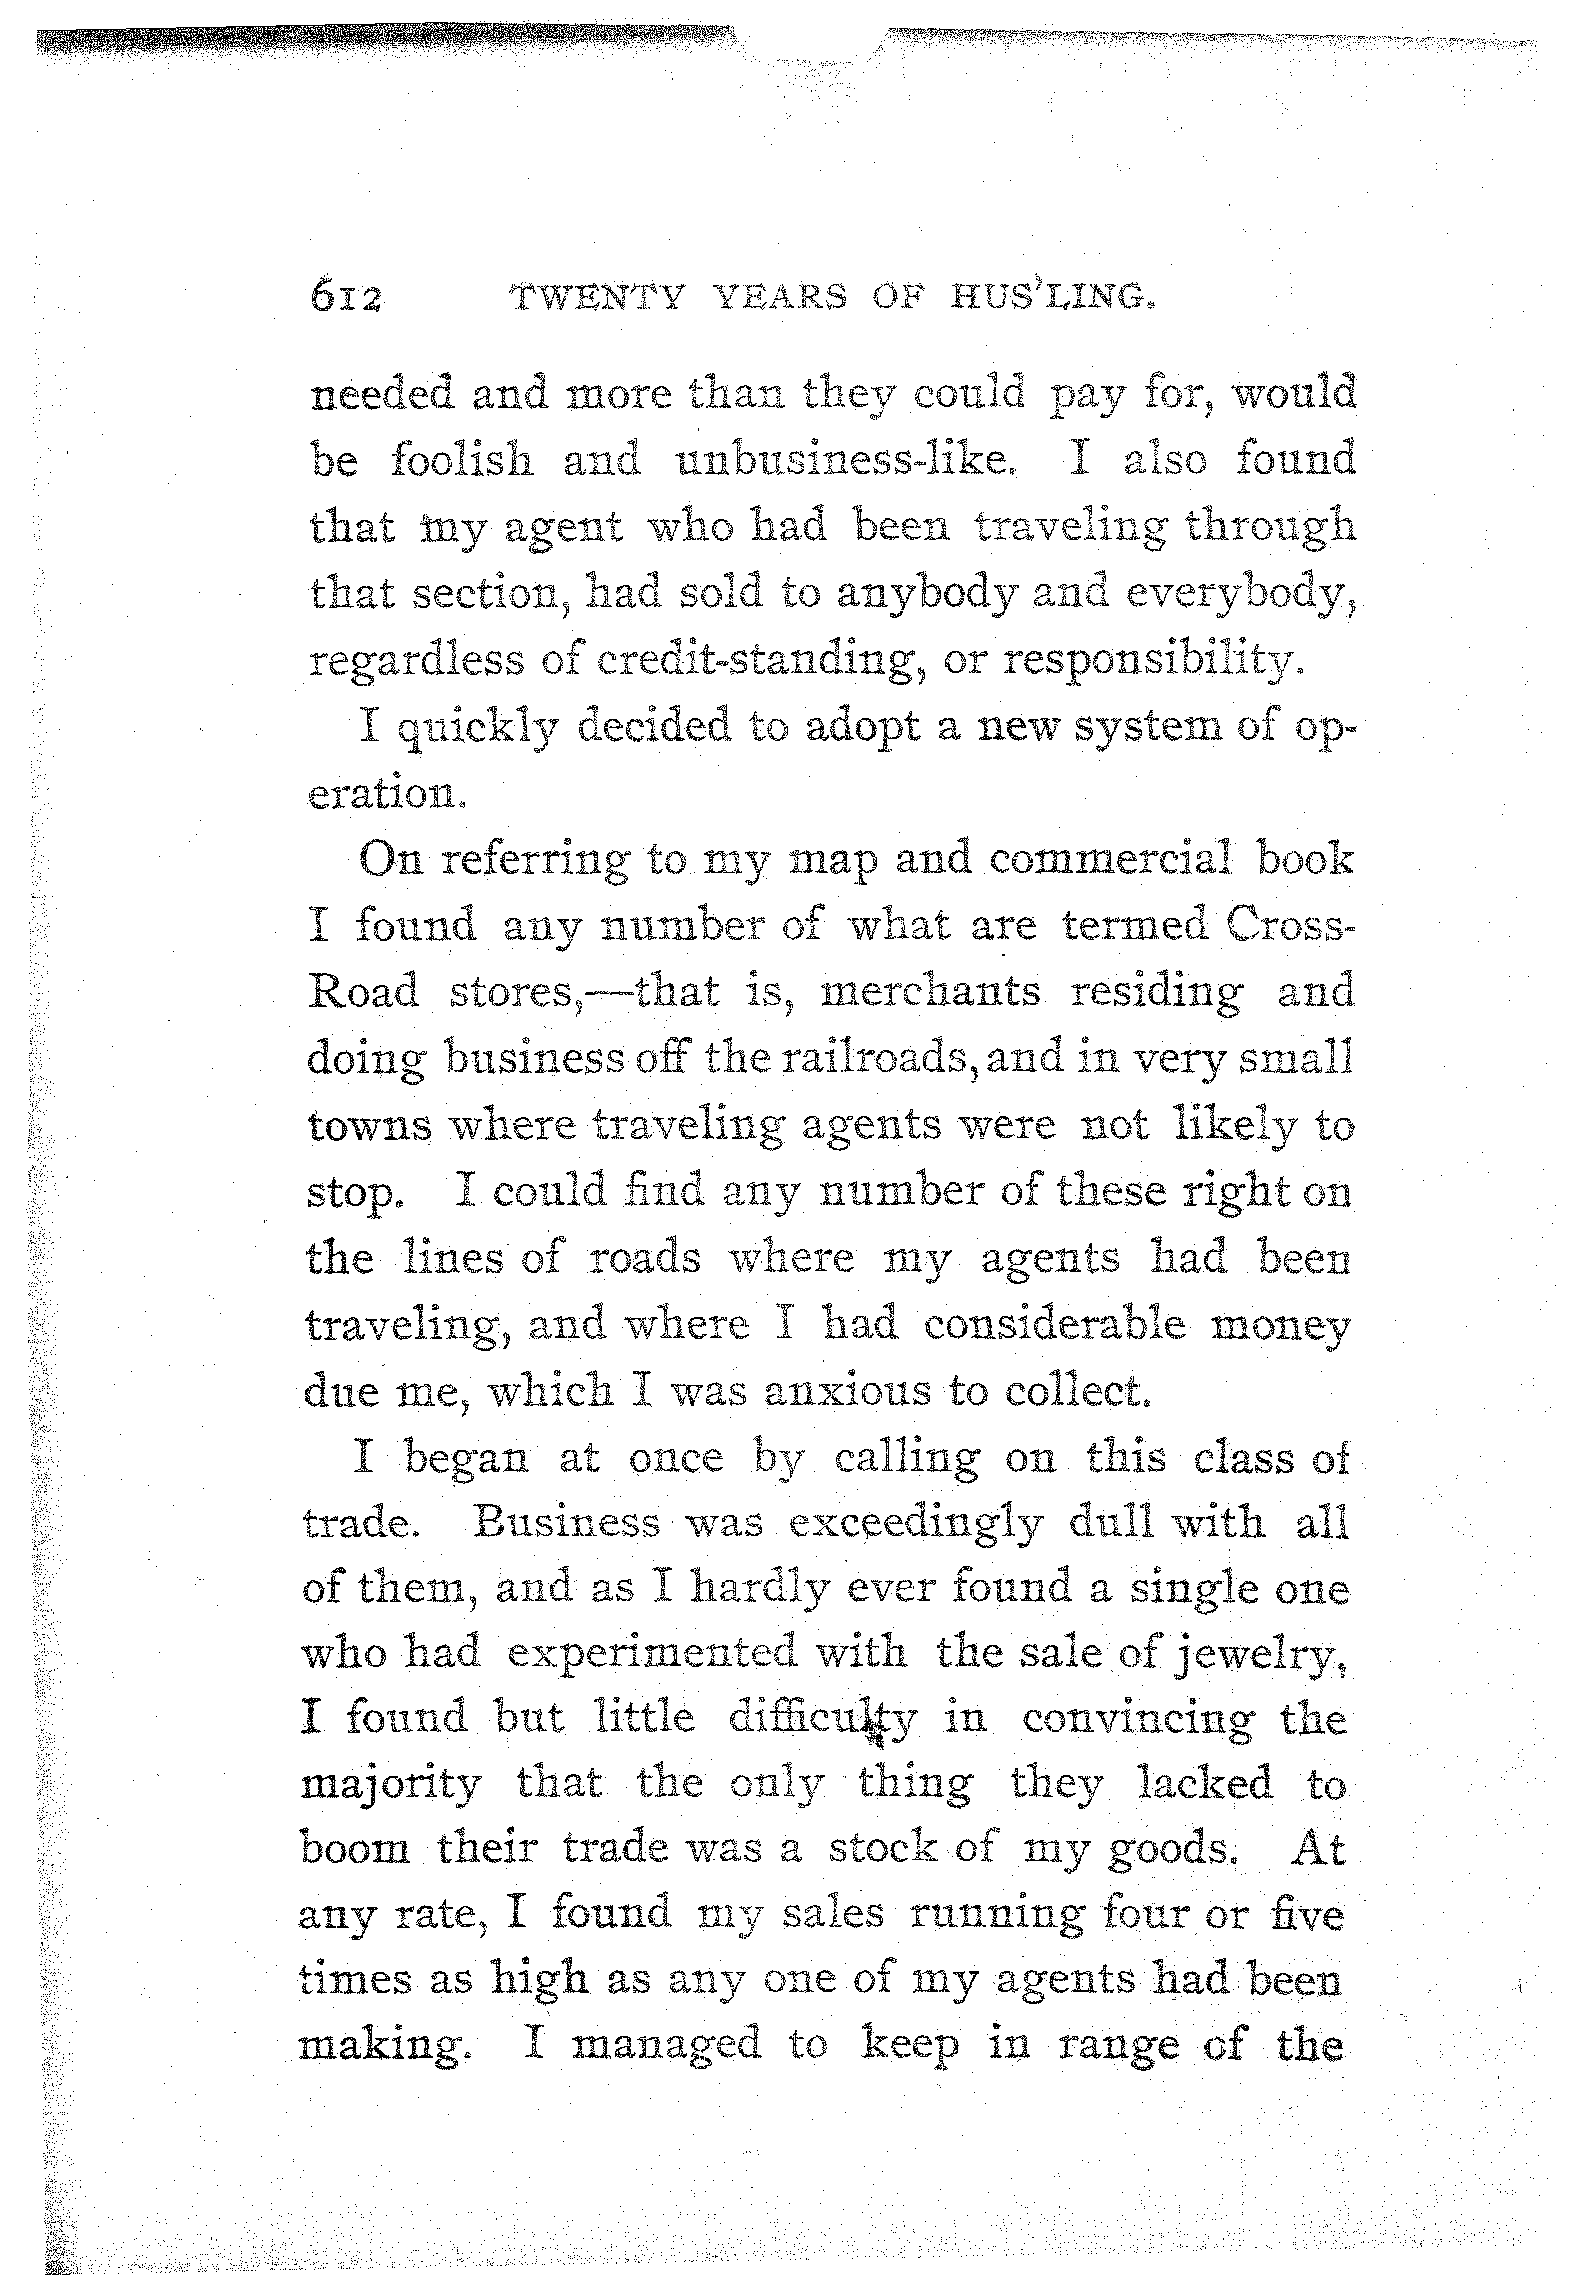 612 TWENTY YEARS OF HUS'LING.
needed and more than they could pay for, would
be foolish and unbusiness-like. I also found
that my agent who had been traveling through
that section, had sold to anybody and everybody,
regardless of credit-standing, or responsibility.
I quickly decided to adopt a new system of op-
eration.
On referring to my map and commercial book
I found any number of what are termed Cross-
Road stores,—that is, merchants residing and
doing business off the railroads, and in very small
towns where traveling agents were not likely to
stop. I could find any number of these right on
the lines of roads where my agents had been
traveling, and where I had considerable money
due me, which I was anxious to collect.
I began at once by calling on this class of
trade. Business was exceedingly dull with all
of them, and as I hardly ever found a single one
who had experimented with the sale of jewelry,
I found but little difficulty in convincing the
majority that the only thing they lacked to
boom their trade was a stock of my goods. At
any rate, I found my sales running four or five
times as high as any one of my agents had been
making. I managed to keep in range of the